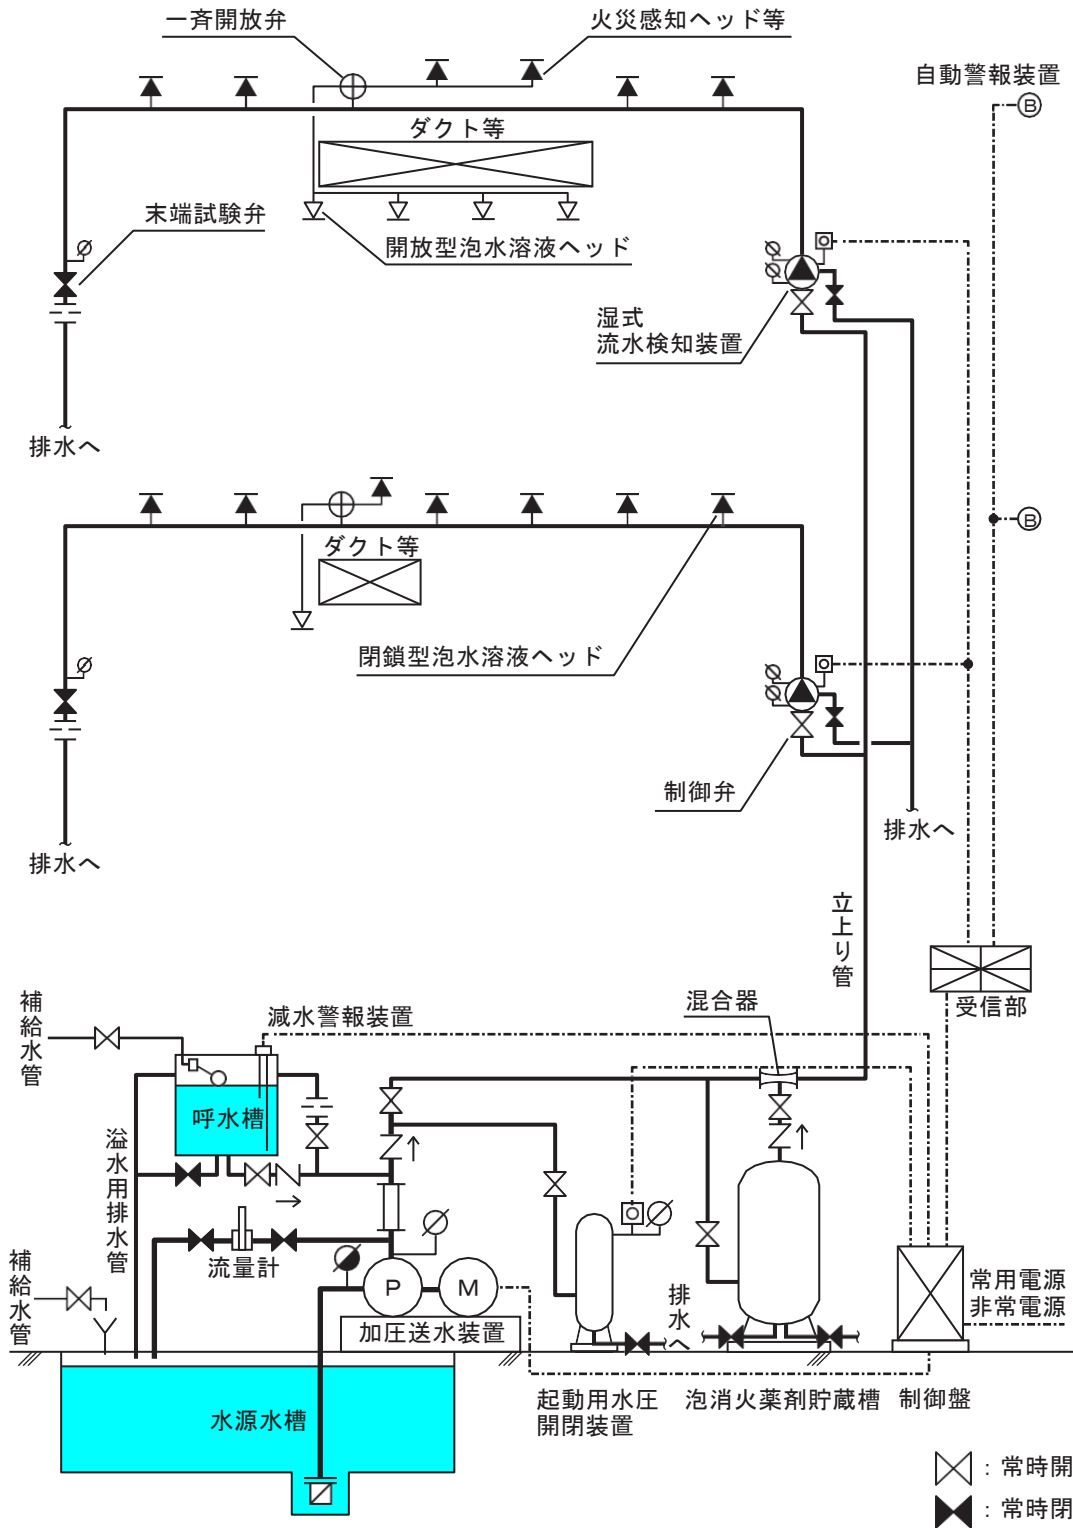 一斉開放弁
火災感知ヘッド等
自動警報装置
B
ダクト等
末端試験弁
開放型泡水溶液ヘッド
湿式
流水検知装置
排水へ
B
ダクト等
閉鎖型泡水溶液ヘッド
制御弁
排水へ
排水へ
立上り管
受信部
混合器
減水警報装置
補給水管
呼水槽
溢水用排水管
流量計
補給水管
P
M
加圧送水装置
排水へ
常用電源
非常電源
水源水槽
起動用水圧
開閉装置
泡消火薬剤貯蔵槽
制御盤
：常時開
：常時閉